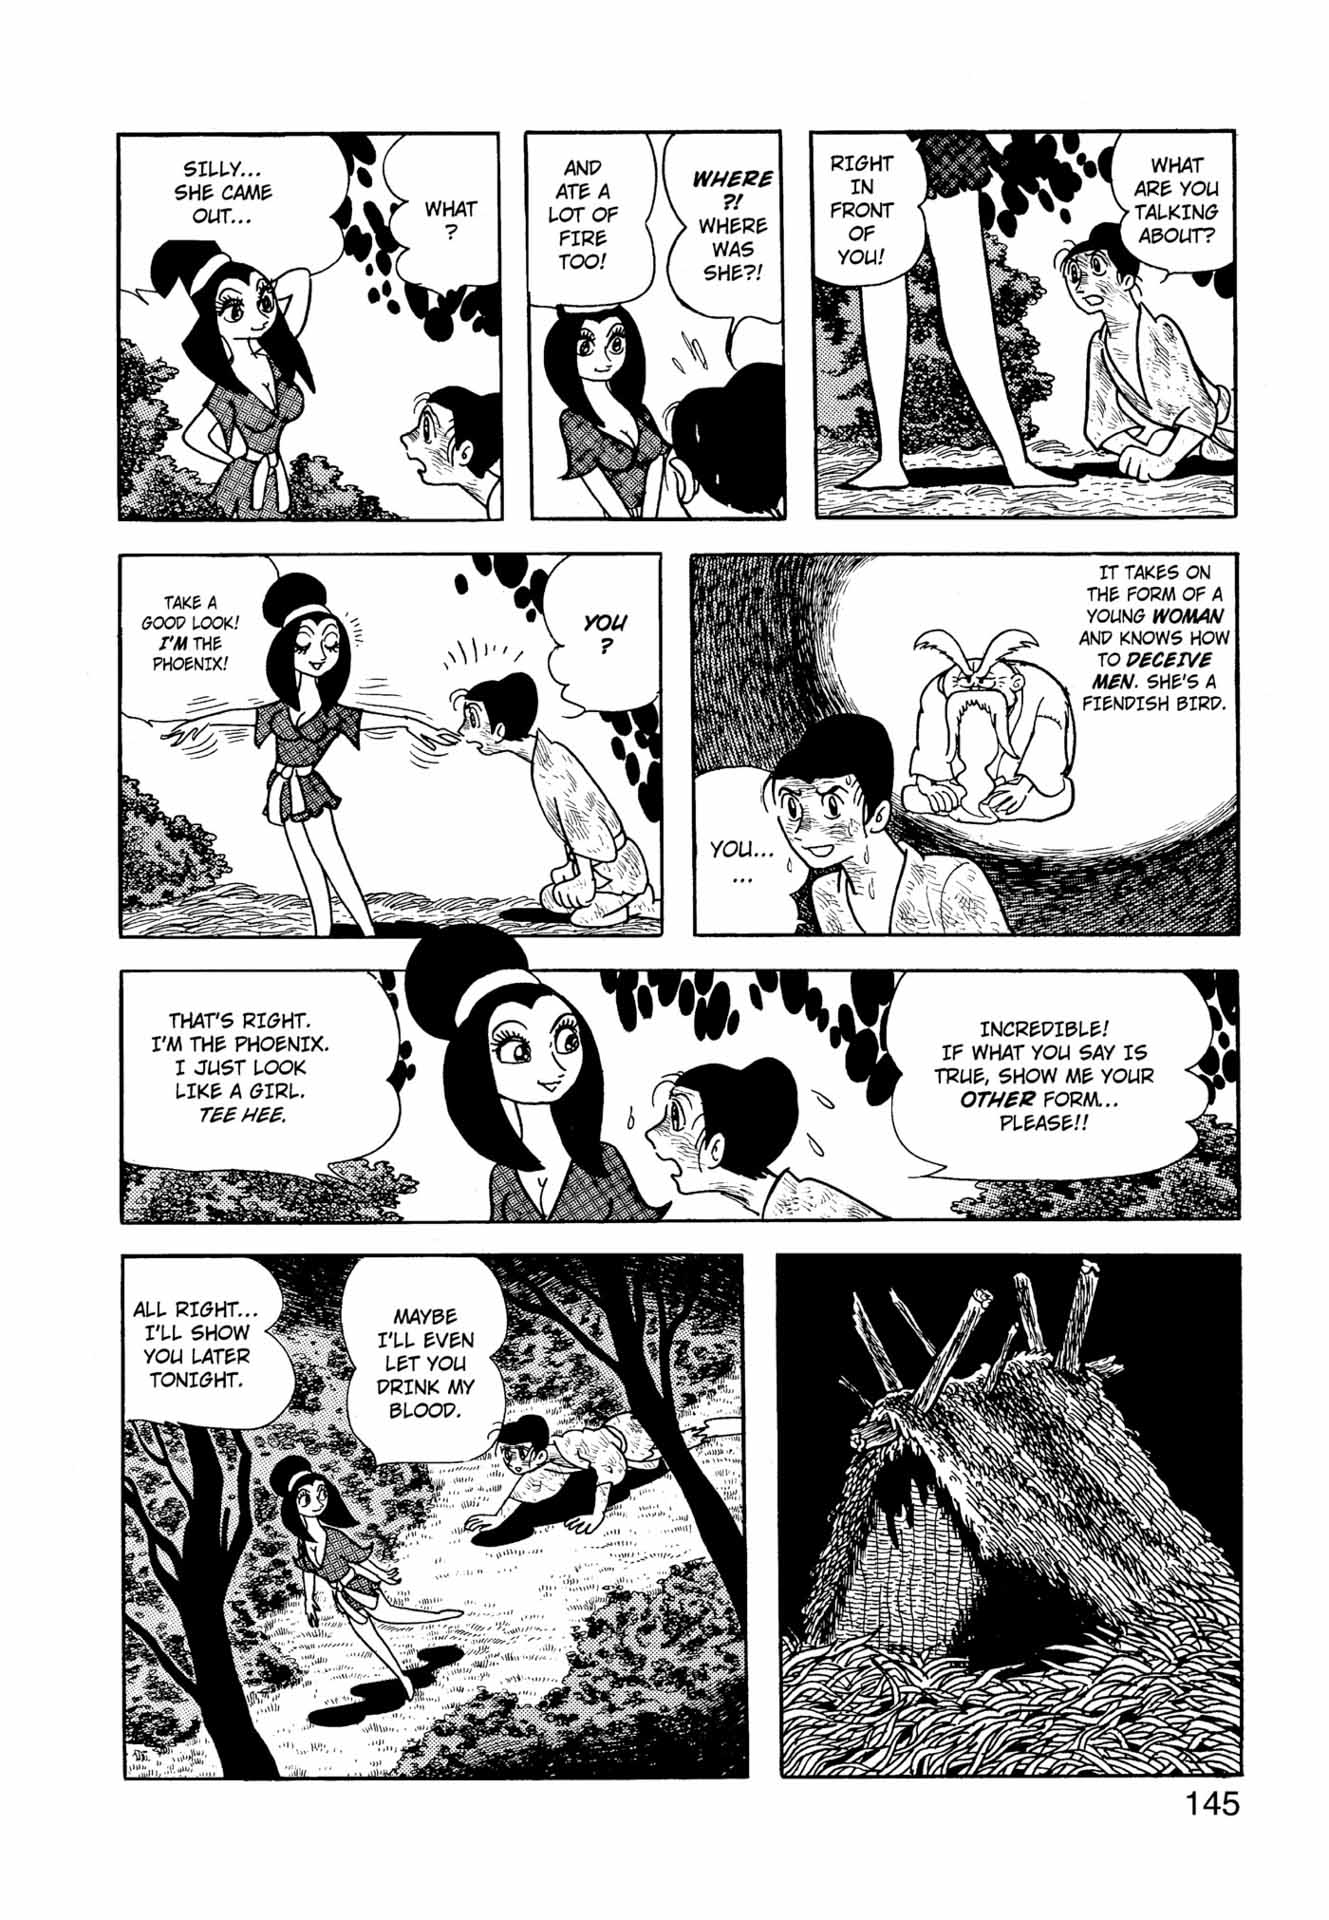 SILLY...
SHE CAME
OUT...
WHAT
?
AND
ATE A
LOT OF
FIRE
TOO!
WHERE
?!
WHERE
WAS
SHE?!
RIGHT
IN
FRONT
OF
YOU!
WHAT
ARE YOU
TALKING
ABOUT?
TAKE A
GOOD LOOK!
I'M THE
PHOENIX!
YOU
?
IT TAKES ON
THE FORM OF A
YOUNG WOMAN
AND KNOWS HOW
TO DECEIVE
MEN. SHE'S A
FIENDISH BIRD.
YOU...
...
THAT'S RIGHT.
I'M THE PHOENIX.
I JUST LOOK
LIKE A GIRL.
TEE HEE.
INCREDIBLE!
IF WHAT YOU SAY IS
TRUE, SHOW ME YOUR
OTHER FORM...
PLEASE!!
ALL RIGHT...
I'LL SHOW
YOU LATER
TONIGHT.
MAYBE
I'LL EVEN
LET YOU
DRINK MY
BLOOD.
145